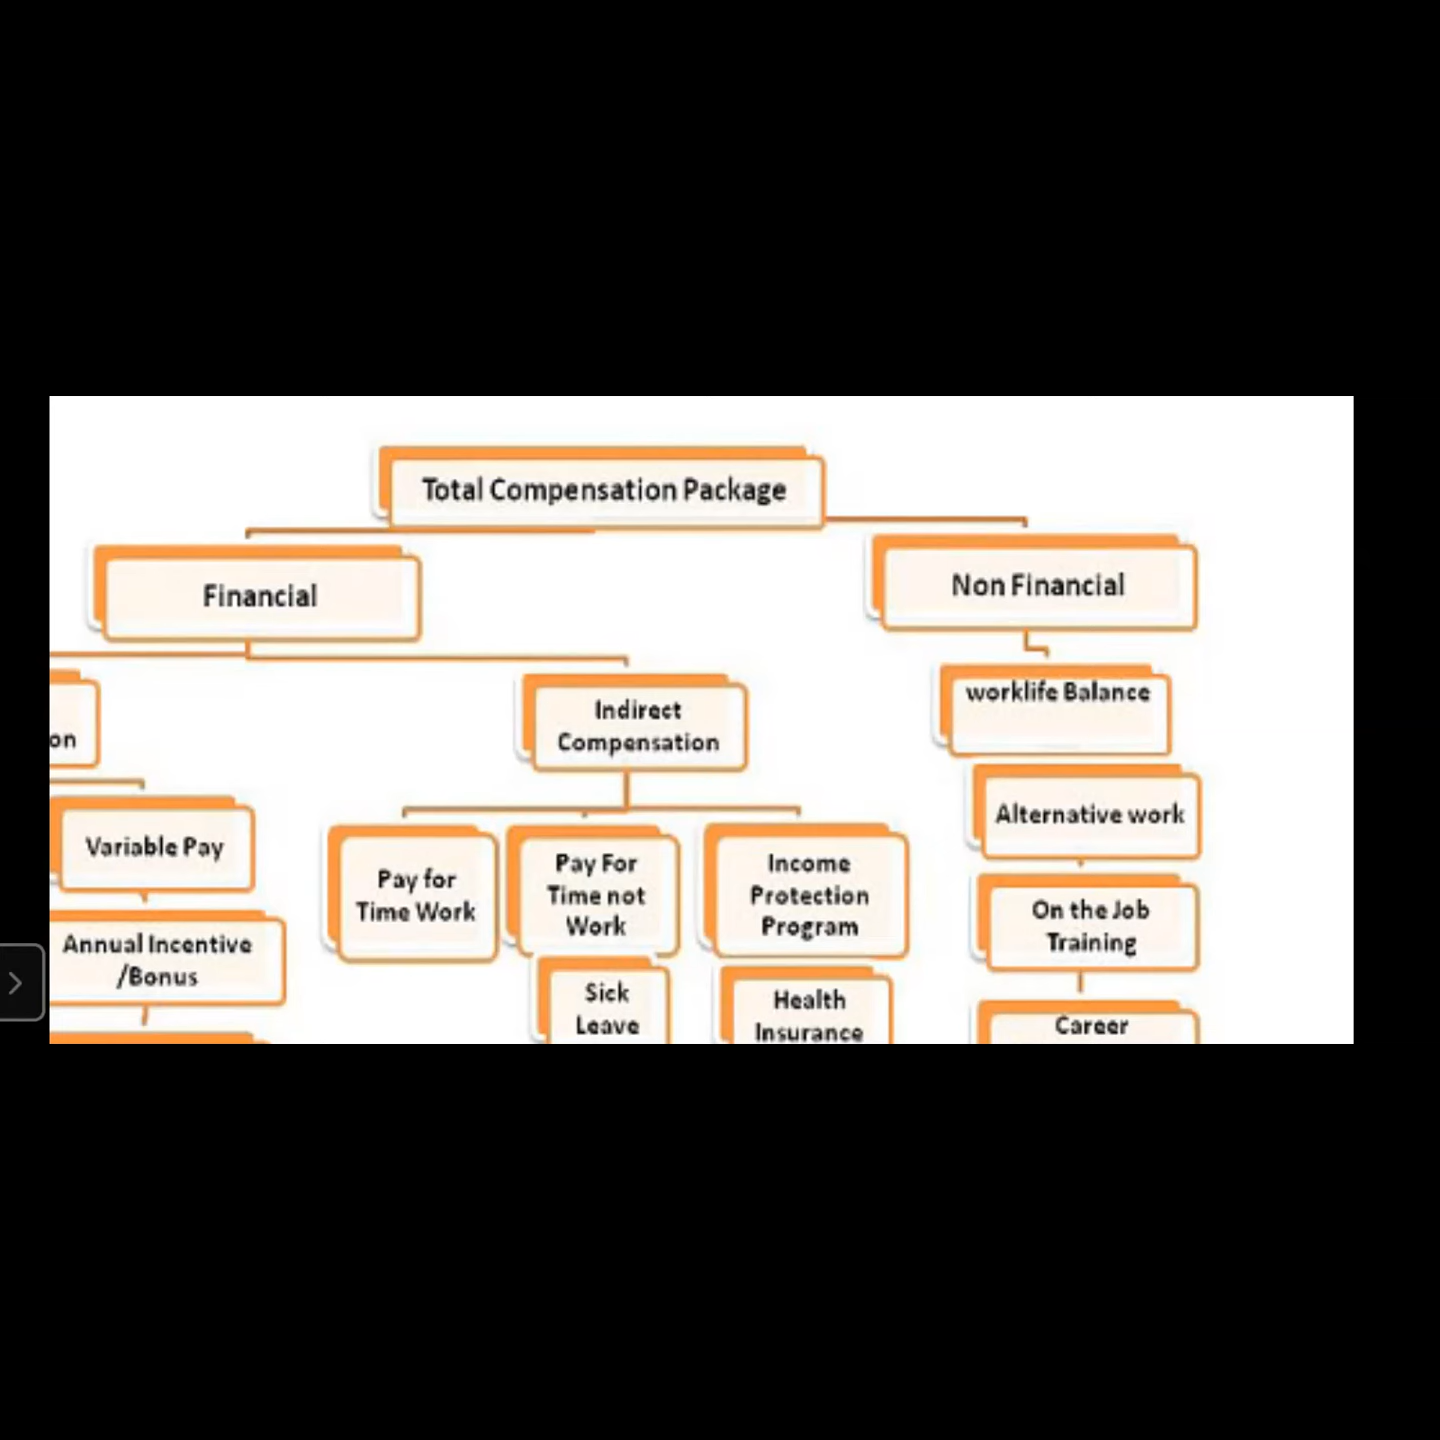 Total Compensation Package
Financial
Non Financial
Indirect
Compensation
worklife Balance
on
Variable Pay
Pay for
Time Work
Pay For
Time not
Work
Income
Protection
Program
Alternative work
Annual Incentive
/Bonus
On the Job
Training
Sick
Leave
Health
Insurance
Career